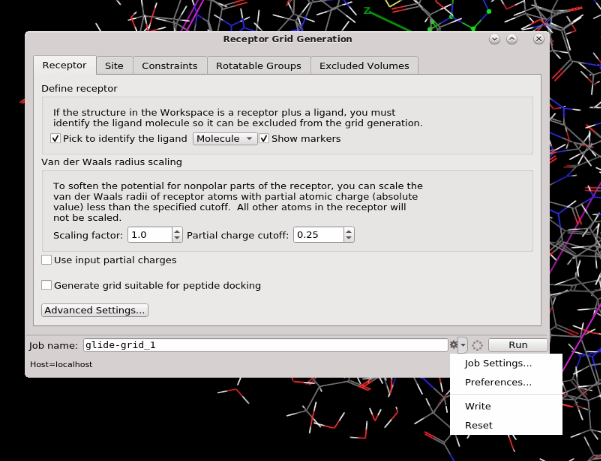 Z
Receptor Grid Generation
Receptor Site Constraints Rotatable Groups Excluded Volumes
Define receptor
If the structure in the Workspace is a receptor plus a ligand, you must
identify the ligand molecule so it can be excluded from the grid generation.
Pick to identify the ligand Molecule Show markers
Van der Waals radius scaling
To soften the potential for nonpolar parts of the receptor, you can scale the
van der Waals radii of receptor atoms with partial atomic charge (absolute
value) less than the specified cutoff. All other atoms in the receptor will
not be scaled.
Scaling factor: 1.0 Partial charge cutoff: 0.25
Use input partial charges
Generate grid suitable for peptide docking
Advanced Settings...
Job name: glide-grid_1 Run
Host=localhost
Job Settings...
Preferences...
Write
Reset